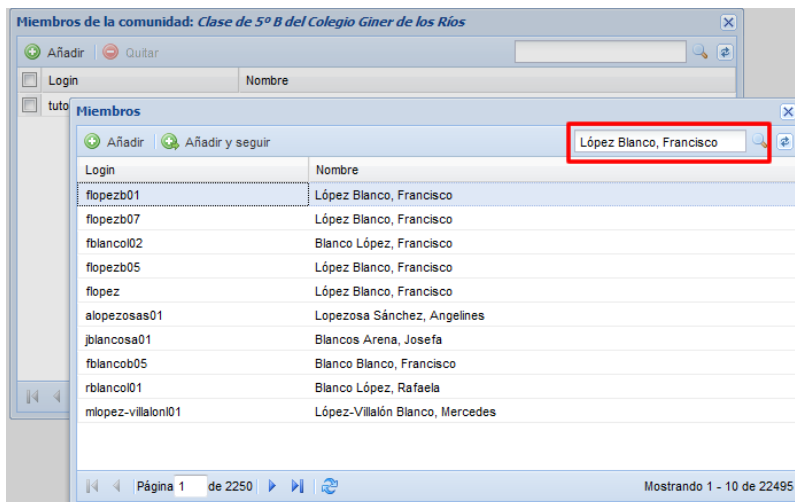 Miembros de la comunidad: Clase de 5º B del Colegio Giner de los Ríos
Añadir Quitar
Login Nombre
tuto
Miembros
Añadir Añadir y seguir López Blanco, Francisco
Login Nombre
flopezb01 López Blanco, Francisco
flopezb07 López Blanco, Francisco
fblancol02 Blanco López, Francisco
flopezb05 López Blanco, Francisco
flopez López Blanco, Francisco
alopezosas01 Lopezosa Sánchez, Angelines
jblancosa01 Blancos Arena, Josefa
fblancob05 Blanco Blanco, Francisco
rblancol01 Blanco López, Rafaela
mlopez-villalonl01 López-Villalón Blanco, Mercedes
Página 1 de 2250 Mostrando 1 - 10 de 22495